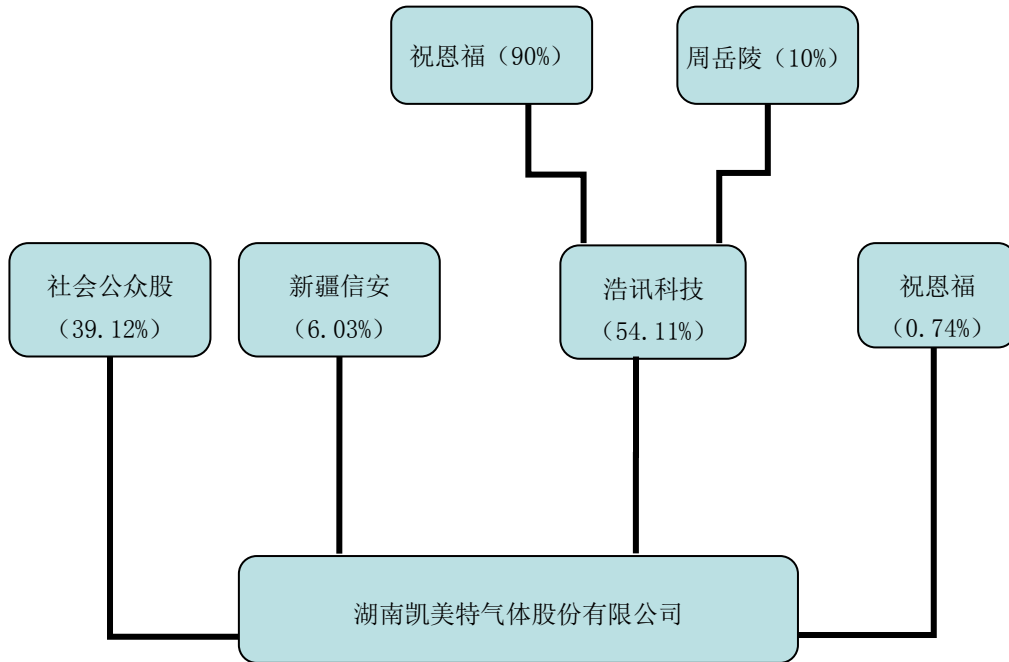 祝恩福（90%）
周岳陵（10%）
社会公众股
（39.12%）
新疆信安
（6.03%）
浩讯科技
（54.11%）
祝恩福
（0.74%）
湖南凯美特气体股份有限公司